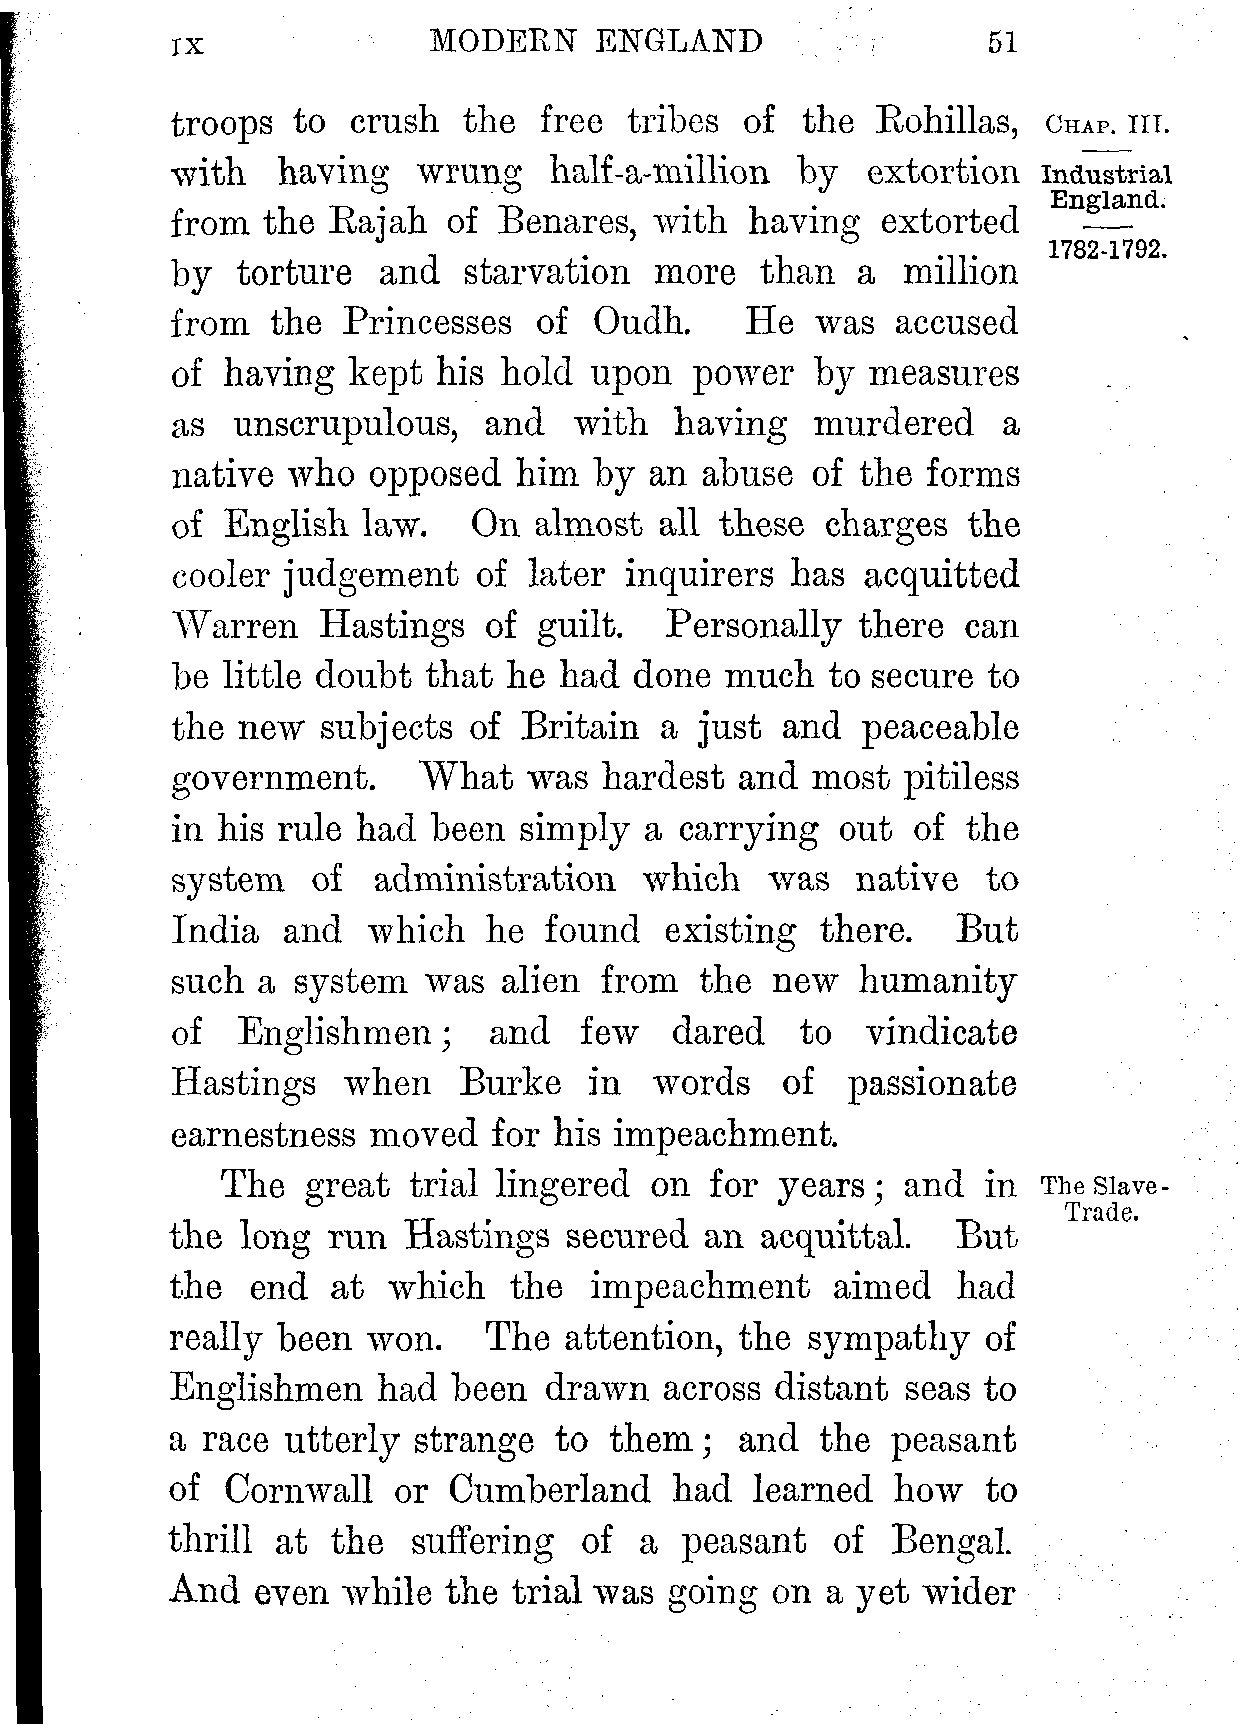 IX MODERN ENGLAND 51
troops to crush the free tribes of the Rohillas,
with having wrung half-a-million by extortion
from the Rajah of Benares, with having extorted
by torture and starvation more than a million
from the Princesses of Oudh. He was accused
of having kept his hold upon power by measures
as unscrupulous, and with having murdered a
native who opposed him by an abuse of the forms
of English law. On almost all these charges the
cooler judgement of later inquirers has acquitted
Warren Hastings of guilt. Personally there can
be little doubt that he had done much to secure to
the new subjects of Britain a just and peaceable
government. What was hardest and most pitiless
in his rule had been simply a carrying out of the
system of administration which was native to
India and which he found existing there. But
such a system was alien from the new humanity
of Englishmen; and few dared to vindicate
Hastings when Burke in words of passionate
earnestness moved for his impeachment.
The great trial lingered on for years; and in
the long run Hastings secured an acquittal. But
the end at which the impeachment aimed had
really been won. The attention, the sympathy of
Englishmen had been drawn across distant seas to
a race utterly strange to them; and the peasant
of Cornwall or Cumberland had learned how to
thrill at the suffering of a peasant of Bengal.
And even while the trial was going on a yet wider
CHAP. III.
Industrial
England.
1782-1792.
The Slave-
Trade.